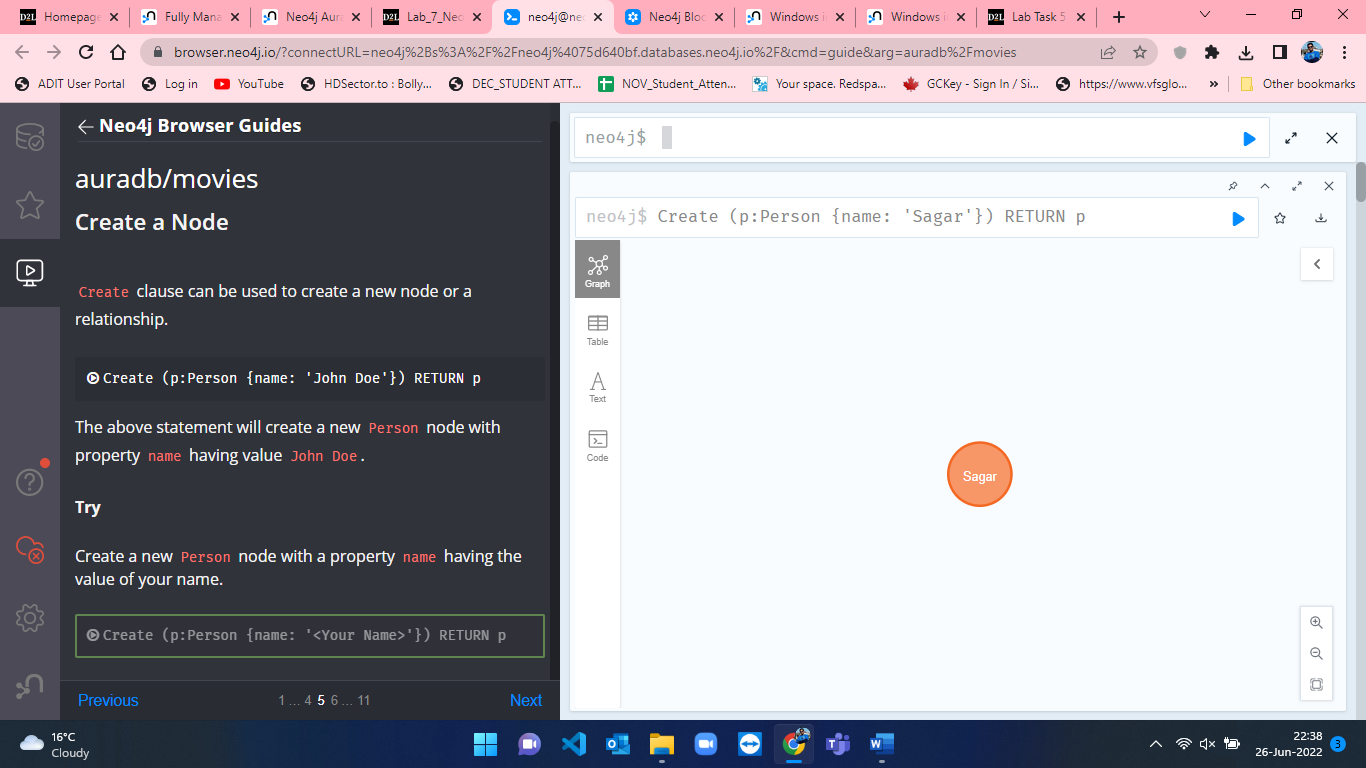 Homepage
Fully Mana
Neo4j Aur
Lab_7_Neo
neo4j@ne
Neo4j Bloo
Windows i
Windows i
Lab Task 5
browser.neo4j.io/?connectURL=neo4j%2Bs%3A%2F%2Fneo4j%4075d640bf.databases.neo4j.io%2F&cmd=guide&arg=auradb%2Fmovies
ADIT User Portal
Log in
YouTube
HDSector.to : Bolly...
DEC_STUDENT ATT...
NOV_Student_Atten...
Your space. Redspa...
GCKey - Sign In / Si...
https://www.vfsglo...
»
Other bookmarks
Neo4j Browser Guides
auradb/movies
Create a Node
Create clause can be used to create a new node or a
relationship.
Create (p:Person {name: 'John Doe'}) RETURN p
The above statement will create a new Person node with
property name having value John Doe.
Try
Create a new Person node with a property name having the
value of your name.
Create (p:Person {name: '<Your Name>'}) RETURN p
Previous
1 ... 4 5 6 ... 11
Next
neo4j$
neo4j$ Create (p:Person {name: 'Sagar'}) RETURN p
Graph
Table
A
Text
Code
Sagar
16°C
Cloudy
22:38
26-Jun-2022
3